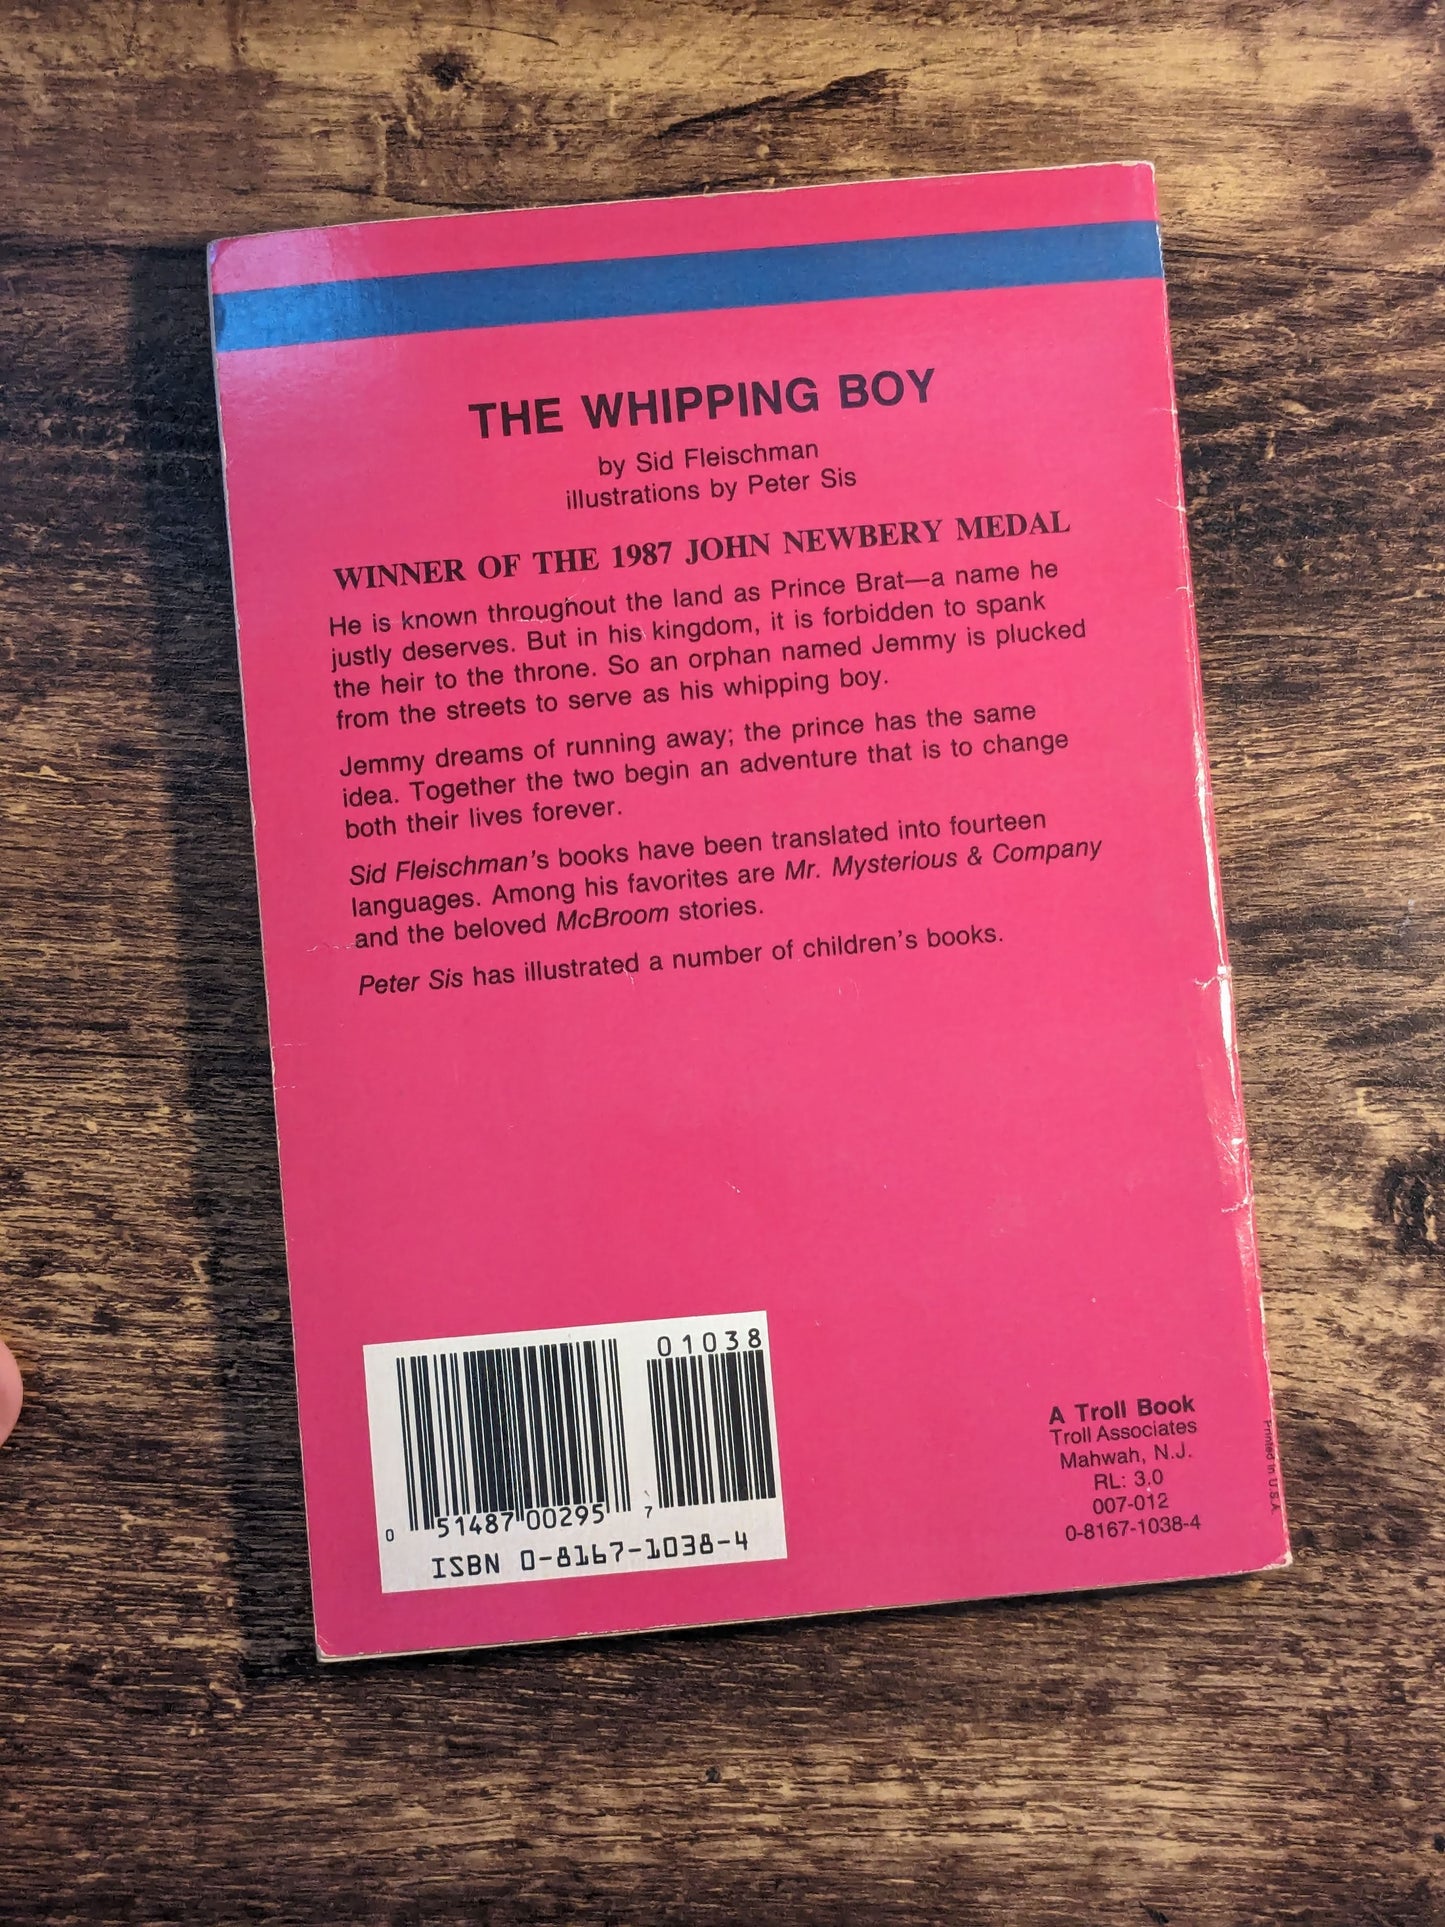 THE WHIPPING BOY
by Sid Fleischman
illustrations by Peter Sis
WINNER OF THE 1987 JOHN NEWBERY MEDAL
He is known throughout the land as Prince Brat—a name he
justly deserves. But in his kingdom, it is forbidden to spank
the heir to the throne. So an orphan named Jemmy is plucked
from the streets to serve as his whipping boy.
Jemmy dreams of running away; the prince has the same
idea. Together the two begin an adventure that is to change
both their lives forever.
Sid Fleischman's books have been translated into fourteen
languages. Among his favorites are Mr. Mysterious & Company
and the beloved McBroom stories.
Peter Sis has illustrated a number of children's books.
01038
0 51487 00295 7
ISBN 0-8167-1038-4
A Troll Book
Troll Associates
Mahwah, N.J.
RL: 3.0
007-012
0-8167-1038-4
Printed in U.S.A.